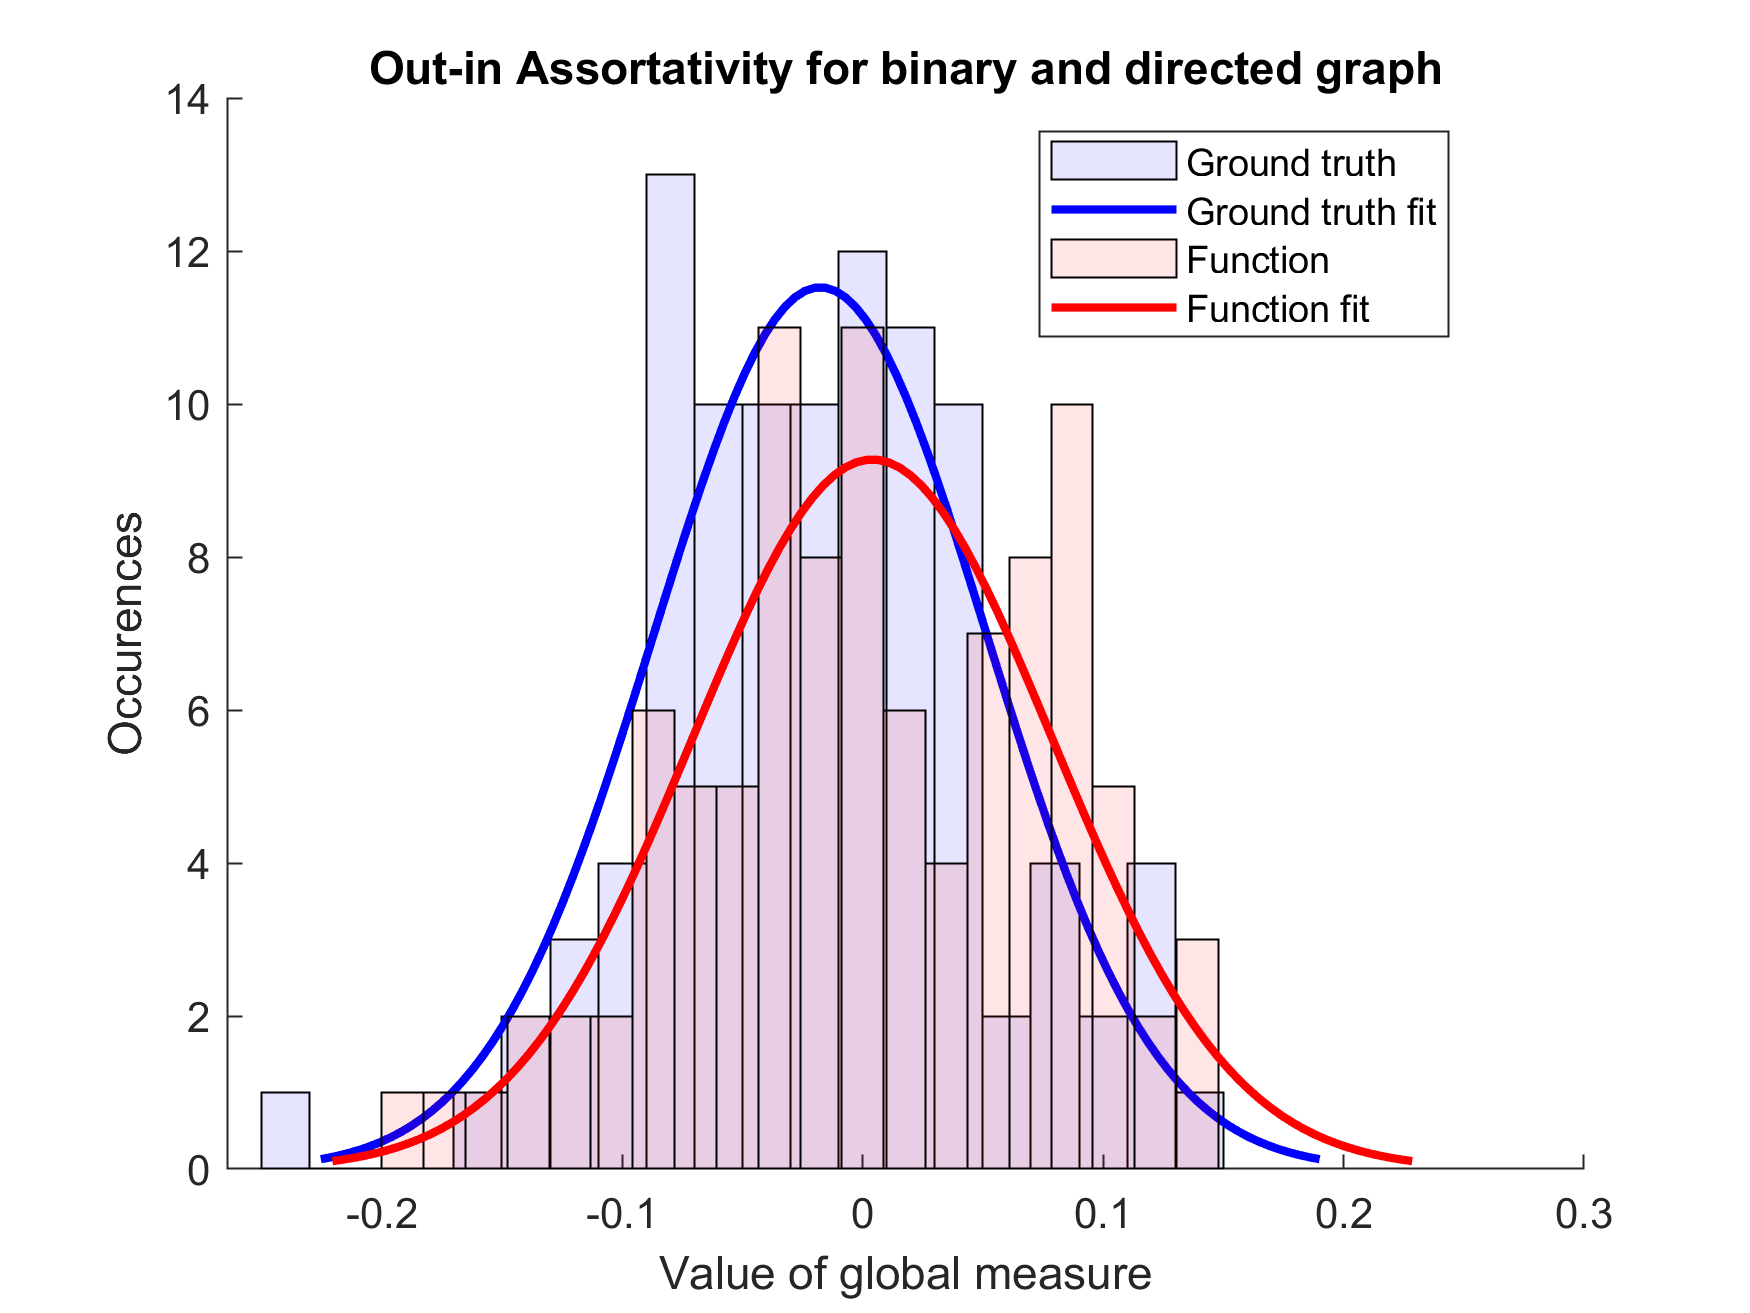 Out-in Assortativity for binary and directed graph
14
12
10
8
6
4
2
0
Occurences
Ground truth
Ground truth fit
Function
Function fit
-0.2 -0.1 0 0.1 0.2 0.3
Value of global measure